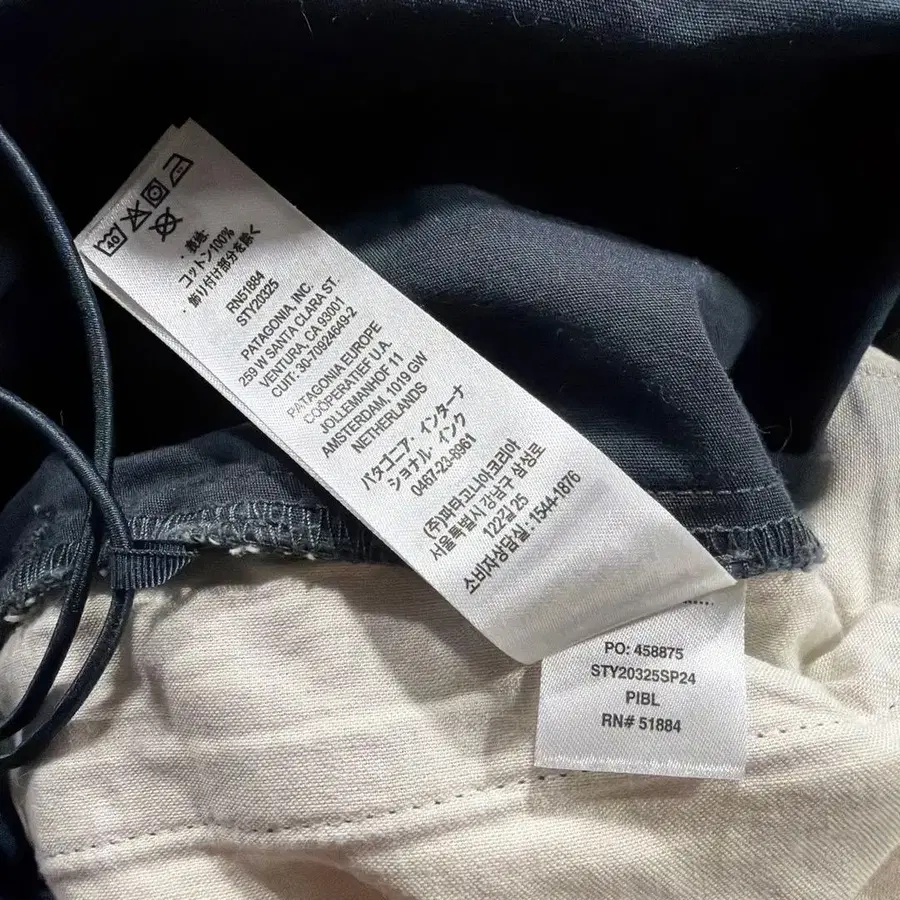 40
・表地:
コットン100%
・飾り付け部分を除く
RN51884
STY20325
PATAGONIA, INC.
259 W SANTA CLARA ST.
VENTURA, CA 93001
CUIT: 30-70924649-2
PATAGONIA EUROPE
COÖPERATIEF U.A.
JOLLEMANHOF 11
AMSTERDAM, 1019 GW
NETHERLANDS
パタゴニア・インターナ
ショナル・インク
0467-23-8961
(주)파타고니아코리아
서울특별시 강남구 삼성로
122길 25
소비자상담실: 1544-1876
PO: 458875
STY20325SP24
PIBL
RN# 51884